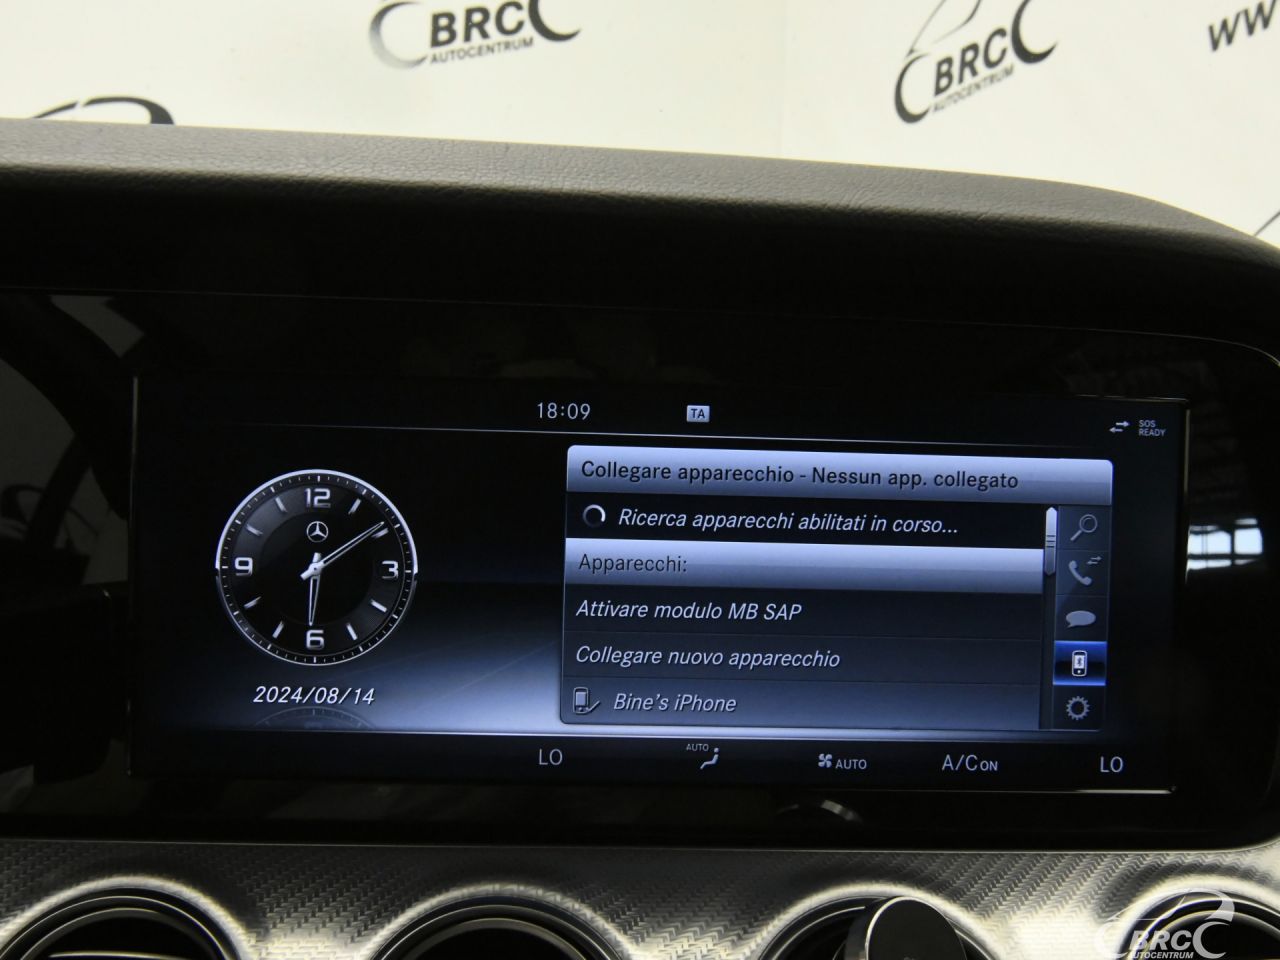 BRC
AUTOCENTRUM
BRC
AUTOCENTRUM
WW
18:09
TA
SOS
READY
Collegare apparecchio - Nessun app. collegato
Ricerca apparecchi abilitati in corso...
Apparecchi:
Attivare modulo MB SAP
Collegare nuovo apparecchio
Bine's iPhone
12
9
3
6
2024/08/14
LO
AUTO
AUTO
A/C ON
LO
BRC
AUTOCENTRUM